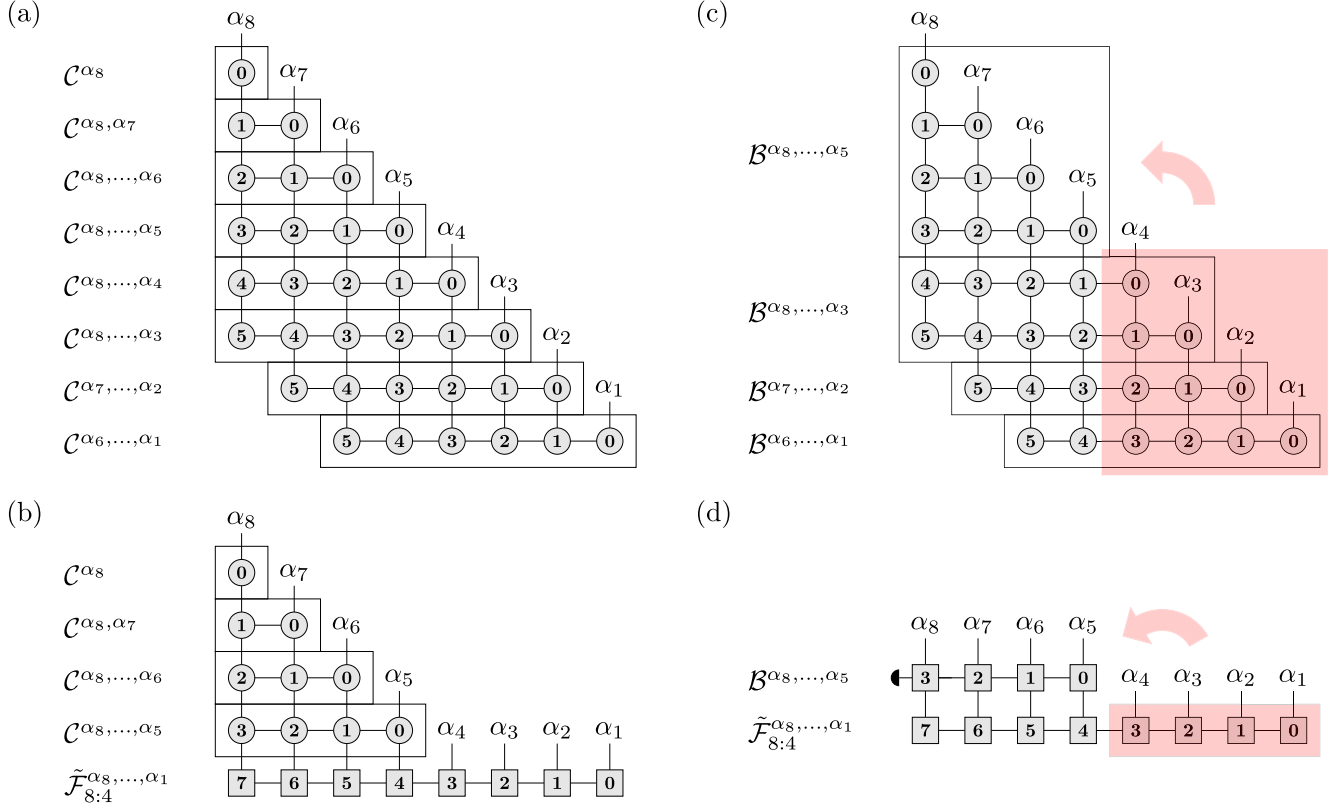 (a)
α₈
𝒞^{α₈} 0 α₇
𝒞^{α₈,α₇} 1 0 α₆
𝒞^{α₈,...,α₆} 2 1 0 α₅
𝒞^{α₈,...,α₅} 3 2 1 0 α₄
𝒞^{α₈,...,α₄} 4 3 2 1 0 α₃
𝒞^{α₈,...,α₃} 5 4 3 2 1 0 α₂
𝒞^{α₇,...,α₂} 5 4 3 2 1 0 α₁
𝒞^{α₆,...,α₁} 5 4 3 2 1 0
(b)
α₈
𝒞^{α₈} 0 α₇
𝒞^{α₈,α₇} 1 0 α₆
𝒞^{α₈,...,α₆} 2 1 0 α₅
𝒞^{α₈,...,α₅} 3 2 1 0 α₄ α₃ α₂ α₁
ℱ̃_{8:4}^{α₈,...,α₁} 7 6 5 4 3 2 1 0
(c)
α₈
0 α₇
1 0 α₆
ℬ^{α₈,...,α₅}
2 1 0 α₅
3 2 1 0 α₄
4 3 2 1 0 α₃
ℬ^{α₈,...,α₃}
5 4 3 2 1 0 α₂
ℬ^{α₇,...,α₂} 5 4 3 2 1 0 α₁
ℬ^{α₆,...,α₁} 5 4 3 2 1 0
(d)
α₈ α₇ α₆ α₅
ℬ^{α₈,...,α₅} 3 2 1 0 α₄ α₃ α₂ α₁
ℱ̃_{8:4}^{α₈,...,α₁} 7 6 5 4 3 2 1 0